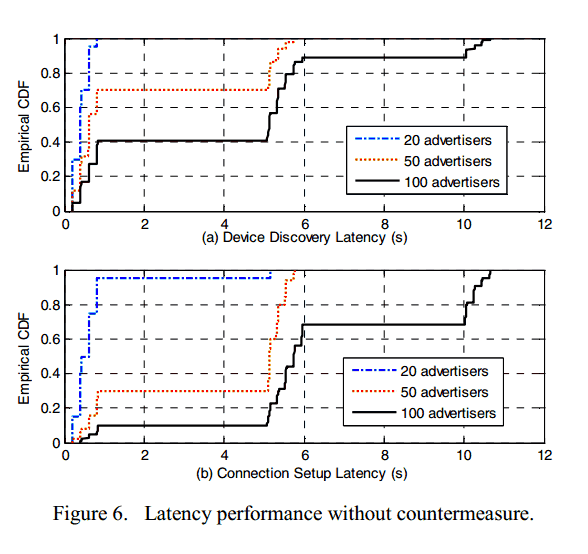 1
0.8
0.6
0.4
0.2
0
Empirical CDF
20 advertisers
50 advertisers
100 advertisers
0 2 4 6 8 10 12
(a) Device Discovery Latency (s)
1
0.8
0.6
0.4
0.2
0
Empirical CDF
20 advertisers
50 advertisers
100 advertisers
0 2 4 6 8 10 12
(b) Connection Setup Latency (s)
Figure 6. Latency performance without countermeasure.